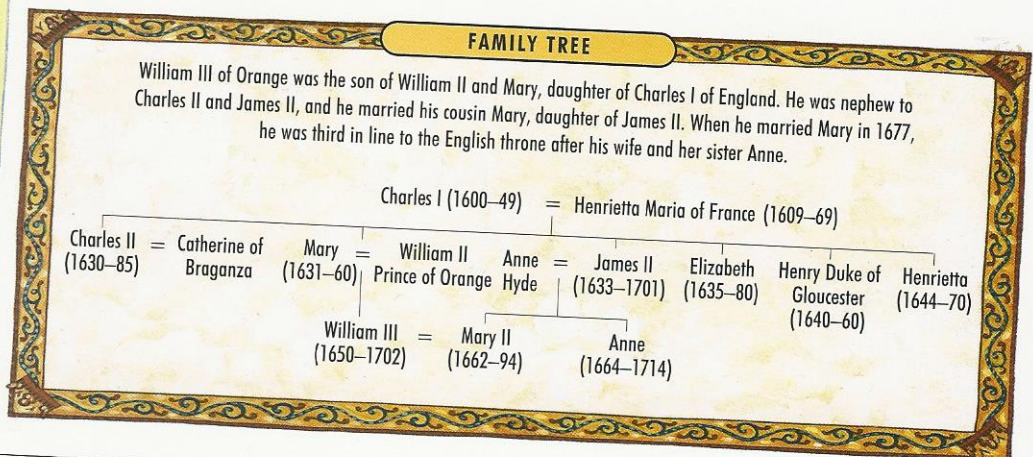 FAMILY TREE
William III of Orange was the son of William II and Mary, daughter of Charles I of England. He was nephew to
Charles II and James II, and he married his cousin Mary, daughter of James II. When he married Mary in 1677,
he was third in line to the English throne after his wife and her sister Anne.
Charles I (1600–49) = Henrietta Maria of France (1609–69)
Charles II = Catherine of Mary = William II Anne = James II Elizabeth Henry Duke of Henrietta
(1630–85) Braganza (1631–60) Prince of Orange Hyde (1633–1701) (1635–80) Gloucester (1644–70)
(1640–60)
William III = Mary II Anne
(1650–1702) (1662–94) (1664–1714)